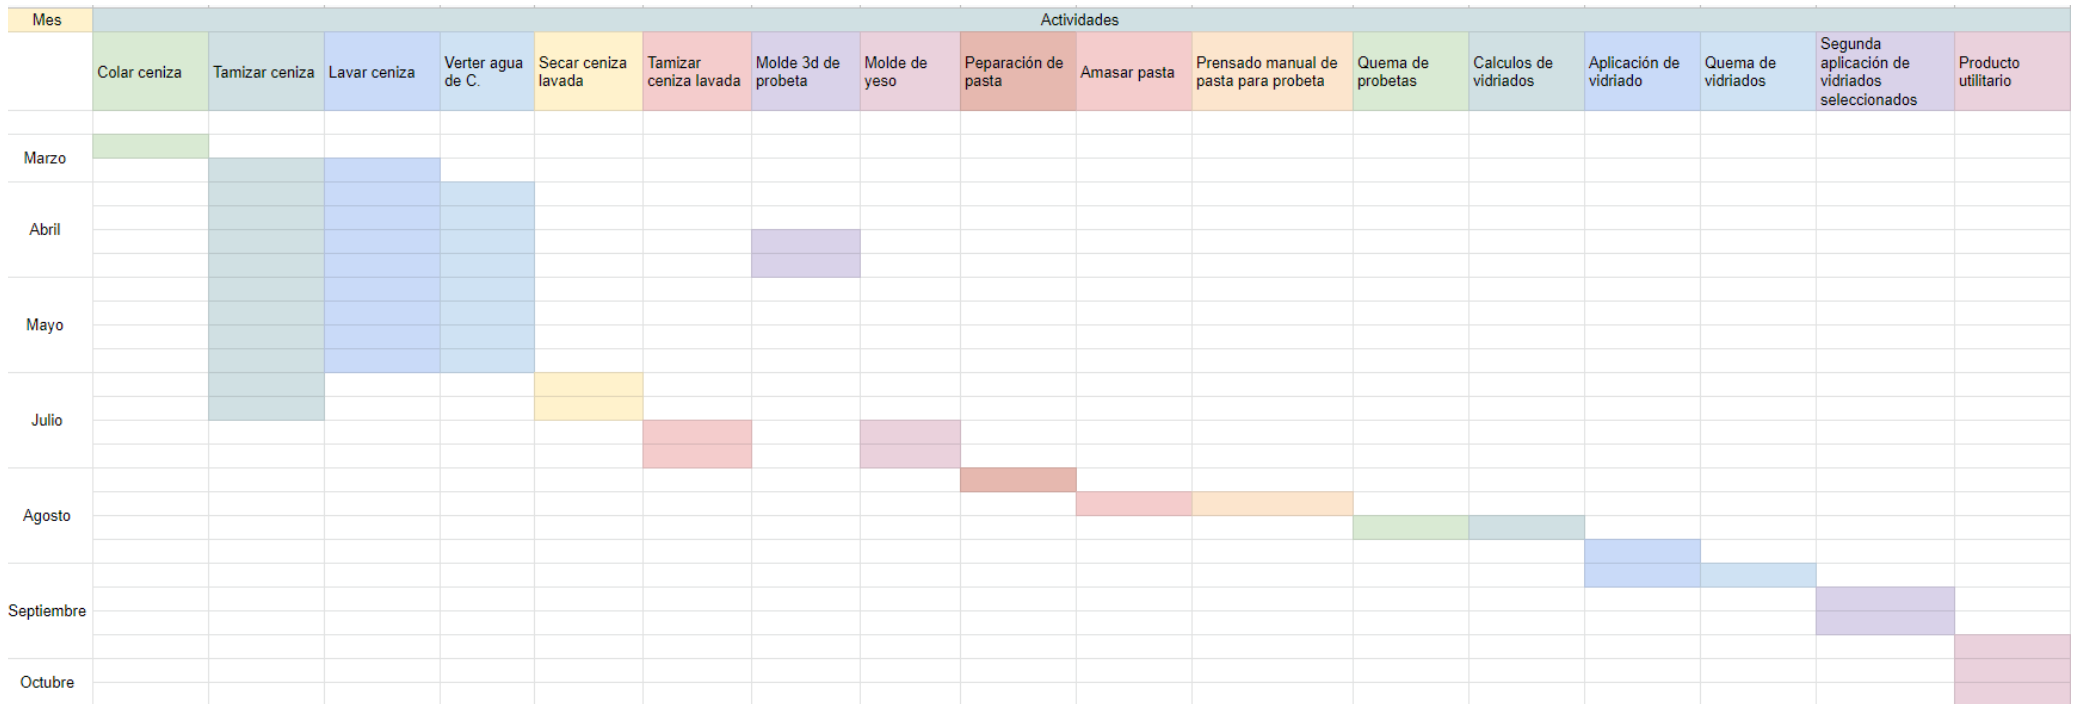 Mes
Actividades
Colar ceniza
Tamizar ceniza
Lavar ceniza
Verter agua
de C.
Secar ceniza
lavada
Tamizar
ceniza lavada
Molde 3d de
probeta
Molde de
yeso
Peparación de
pasta
Amasar pasta
Prensado manual de
pasta para probeta
Quema de
probetas
Calculos de
vidriados
Aplicación de
vidriado
Quema de
vidriados
Segunda
aplicación de
vidriados
seleccionados
Producto
utilitario
Marzo
Abril
Mayo
Julio
Agosto
Septiembre
Octubre